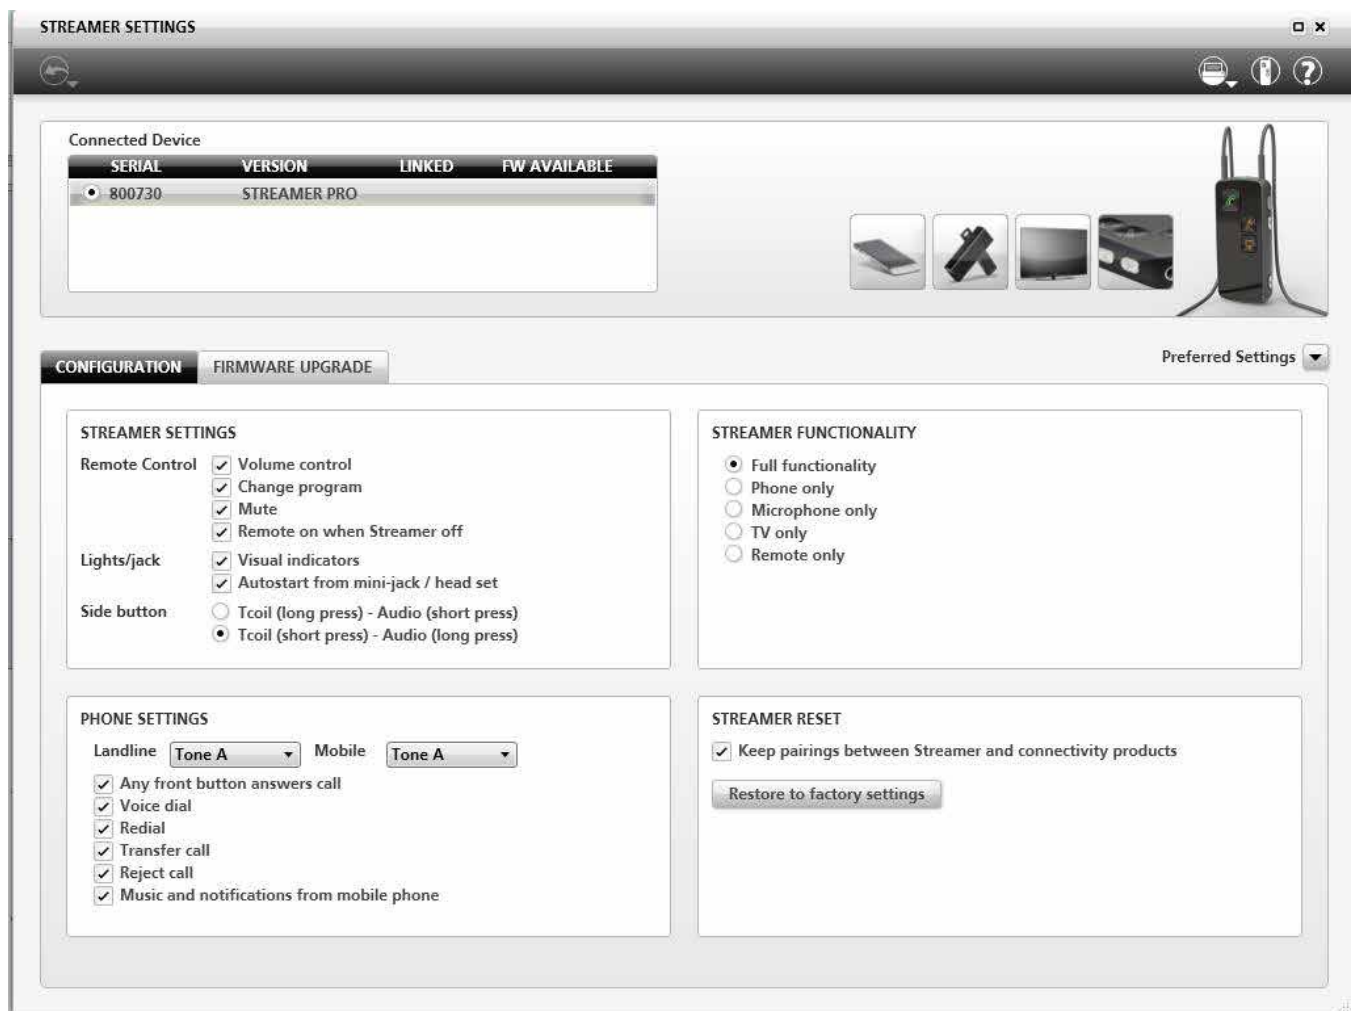 STREAMER SETTINGS
Connected Device
SERIAL VERSION LINKED FW AVAILABLE
800730 STREAMER PRO
CONFIGURATION FIRMWARE UPGRADE Preferred Settings
STREAMER SETTINGS
Remote Control Volume control
Change program
Mute
Remote on when Streamer off
Lights/jack Visual indicators
Autostart from mini-jack / head set
Side button Tcoil (long press) - Audio (short press)
Tcoil (short press) - Audio (long press)
STREAMER FUNCTIONALITY
Full functionality
Phone only
Microphone only
TV only
Remote only
PHONE SETTINGS
Landline Tone A Mobile Tone A
Any front button answers call
Voice dial
Redial
Transfer call
Reject call
Music and notifications from mobile phone
STREAMER RESET
Keep pairings between Streamer and connectivity products
Restore to factory settings